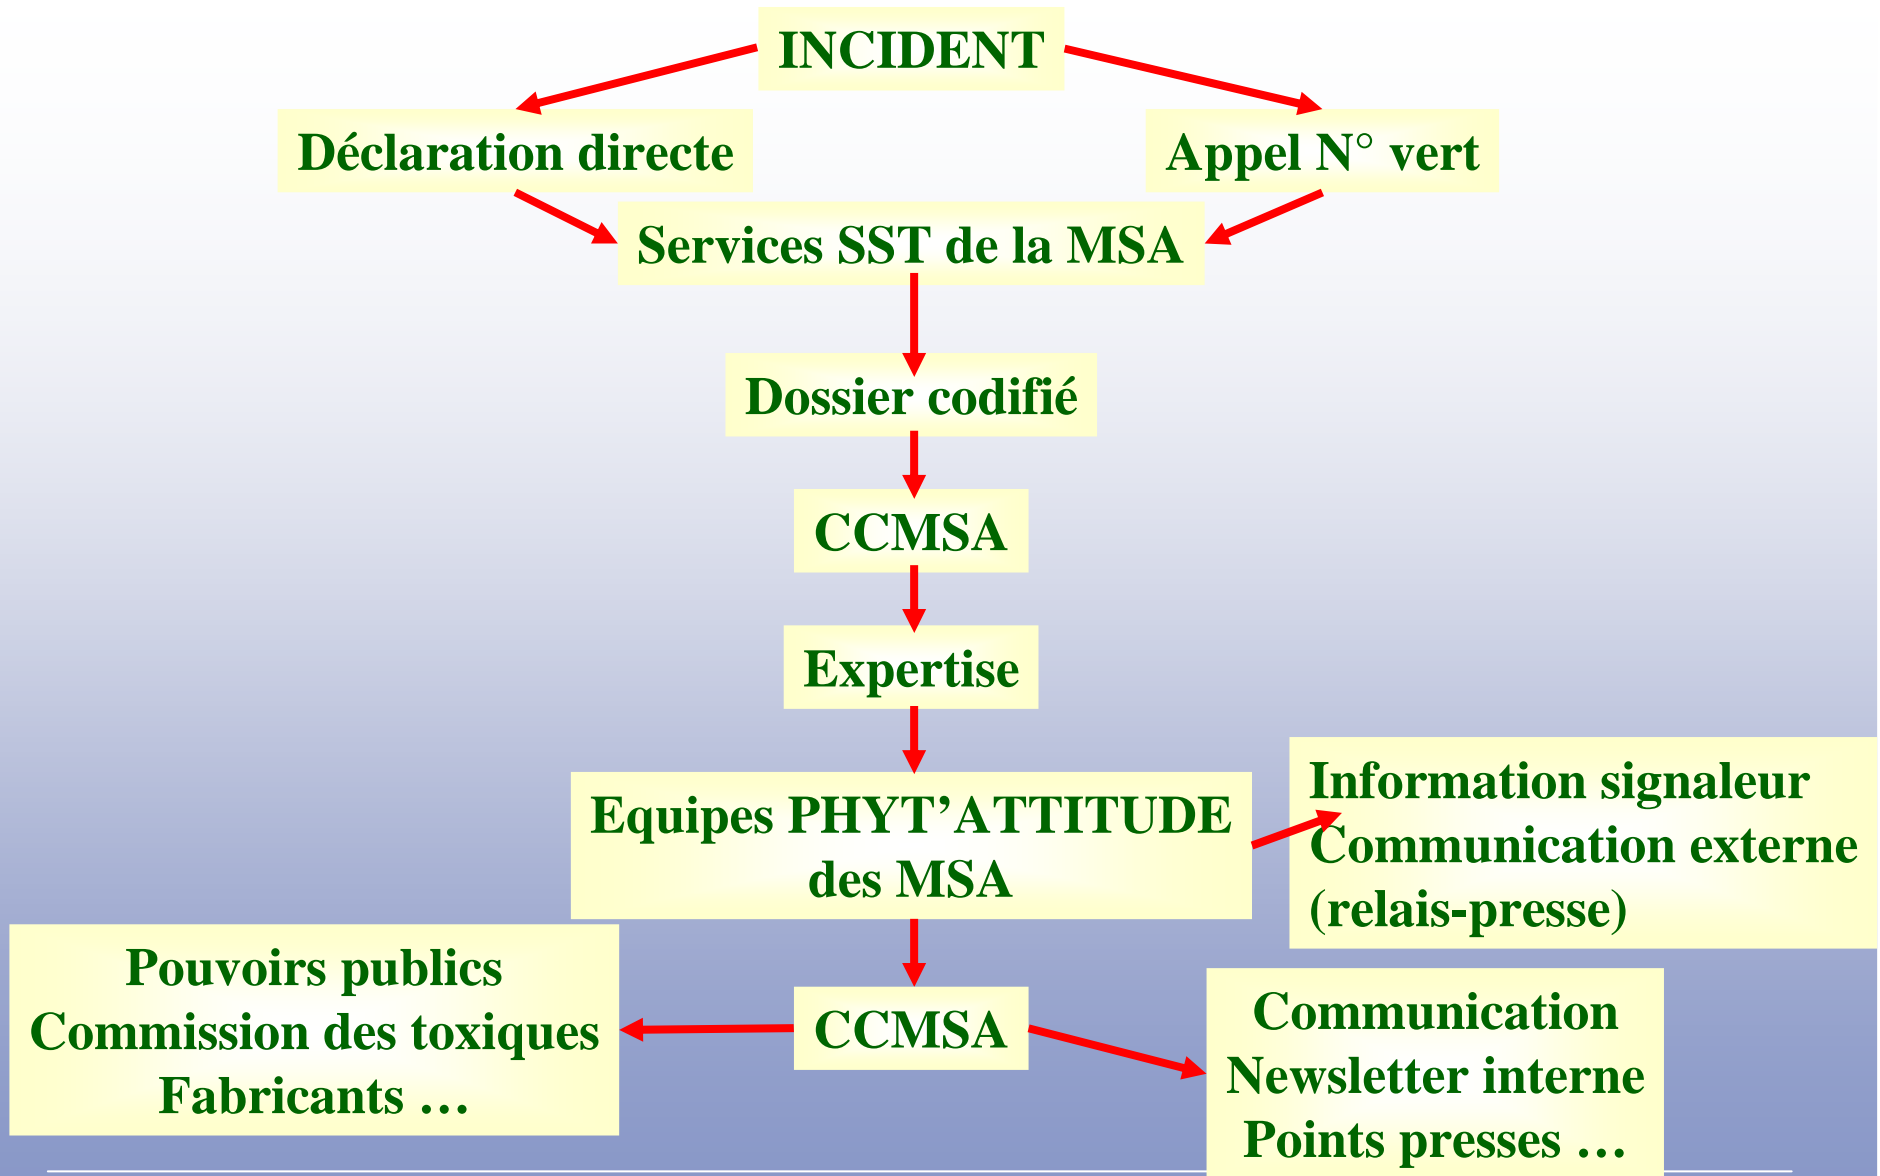 INCIDENT
Déclaration directe
Appel N° vert
Services SST de la MSA
Dossier codifié
CCMSA
Expertise
Equipes PHYT’ATTITUDE
des MSA
Information signaleur
Communication externe
(relais-presse)
Pouvoirs publics
Commission des toxiques
Fabricants …
CCMSA
Communication
Newsletter interne
Points presses …